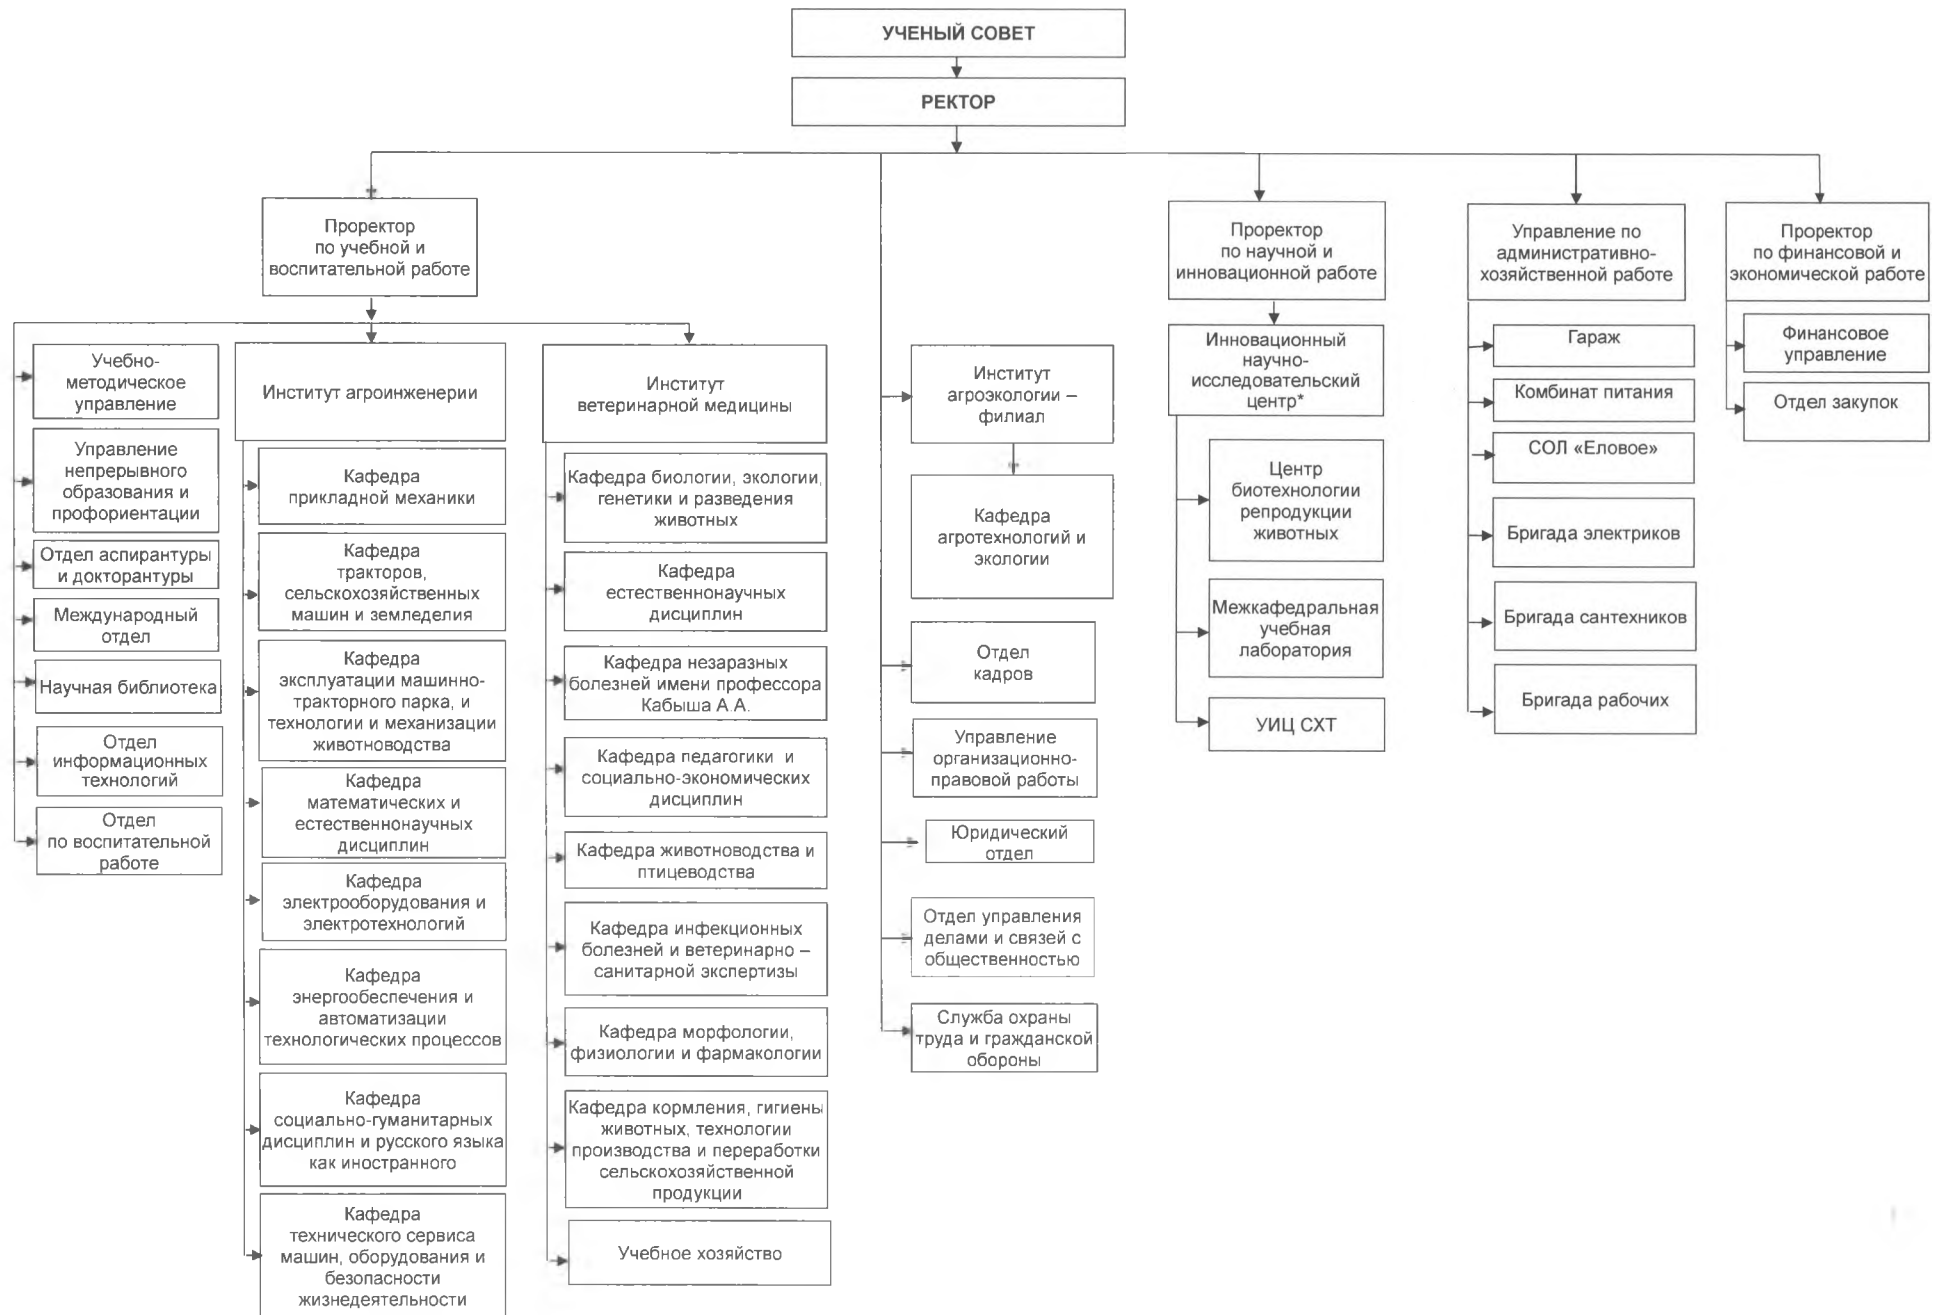 УЧЕНЫЙ СОВЕТ
РЕКТОР
Проректор
по учебной и
воспитательной работе
Проректор
по научной и
инновационной работе
Управление по
административно-
хозяйственной работе
Проректор
по финансовой и
экономической работе
Учебно-
методическое
управление
Управление
непрерывного
образования и
профориентации
Отдел аспирантуры
и докторантуры
Международный
отдел
Научная библиотека
Отдел
информационных
технологий
Отдел
по воспитательной
работе
Институт агроинженерии
Кафедра
прикладной механики
Кафедра
тракторов,
сельскохозяйственных
машин и земледелия
Кафедра
эксплуатации машинно-
тракторного парка, и
технологии и механизации
животноводства
Кафедра
математических и
естественнонаучных
дисциплин
Кафедра
электрооборудования и
электротехнологий
Кафедра
энергообеспечения и
автоматизации
технологических процессов
Кафедра
социально-гуманитарных
дисциплин и русского языка
как иностранного
Кафедра
технического сервиса
машин, оборудования и
безопасности
жизнедеятельности
Институт
ветеринарной медицины
Кафедра биологии, экологии,
генетики и разведения
животных
Кафедра
естественнонаучных
дисциплин
Кафедра незаразных
болезней имени профессора
Кабыша А.А.
Кафедра педагогики и
социально-экономических
дисциплин
Кафедра животноводства и
птицеводства
Кафедра инфекционных
болезней и ветеринарно –
санитарной экспертизы
Кафедра морфологии,
физиологии и фармакологии
Кафедра кормления, гигиены
животных, технологии
производства и переработки
сельскохозяйственной
продукции
Учебное хозяйство
Институт
агроэкологии –
филиал
Кафедра
агротехнологий и
экологии
Отдел
кадров
Управление
организационно-
правовой работы
Юридический
отдел
Отдел управления
делами и связей с
общественностью
Служба охраны
труда и гражданской
обороны
Инновационный
научно-
исследовательский
центр*
Центр
биотехнологии
репродукции
животных
Межкафедральная
учебная
лаборатория
УИЦ СХТ
Гараж
Комбинат питания
СОЛ «Еловое»
Бригада электриков
Бригада сантехников
Бригада рабочих
Финансовое
управление
Отдел закупок